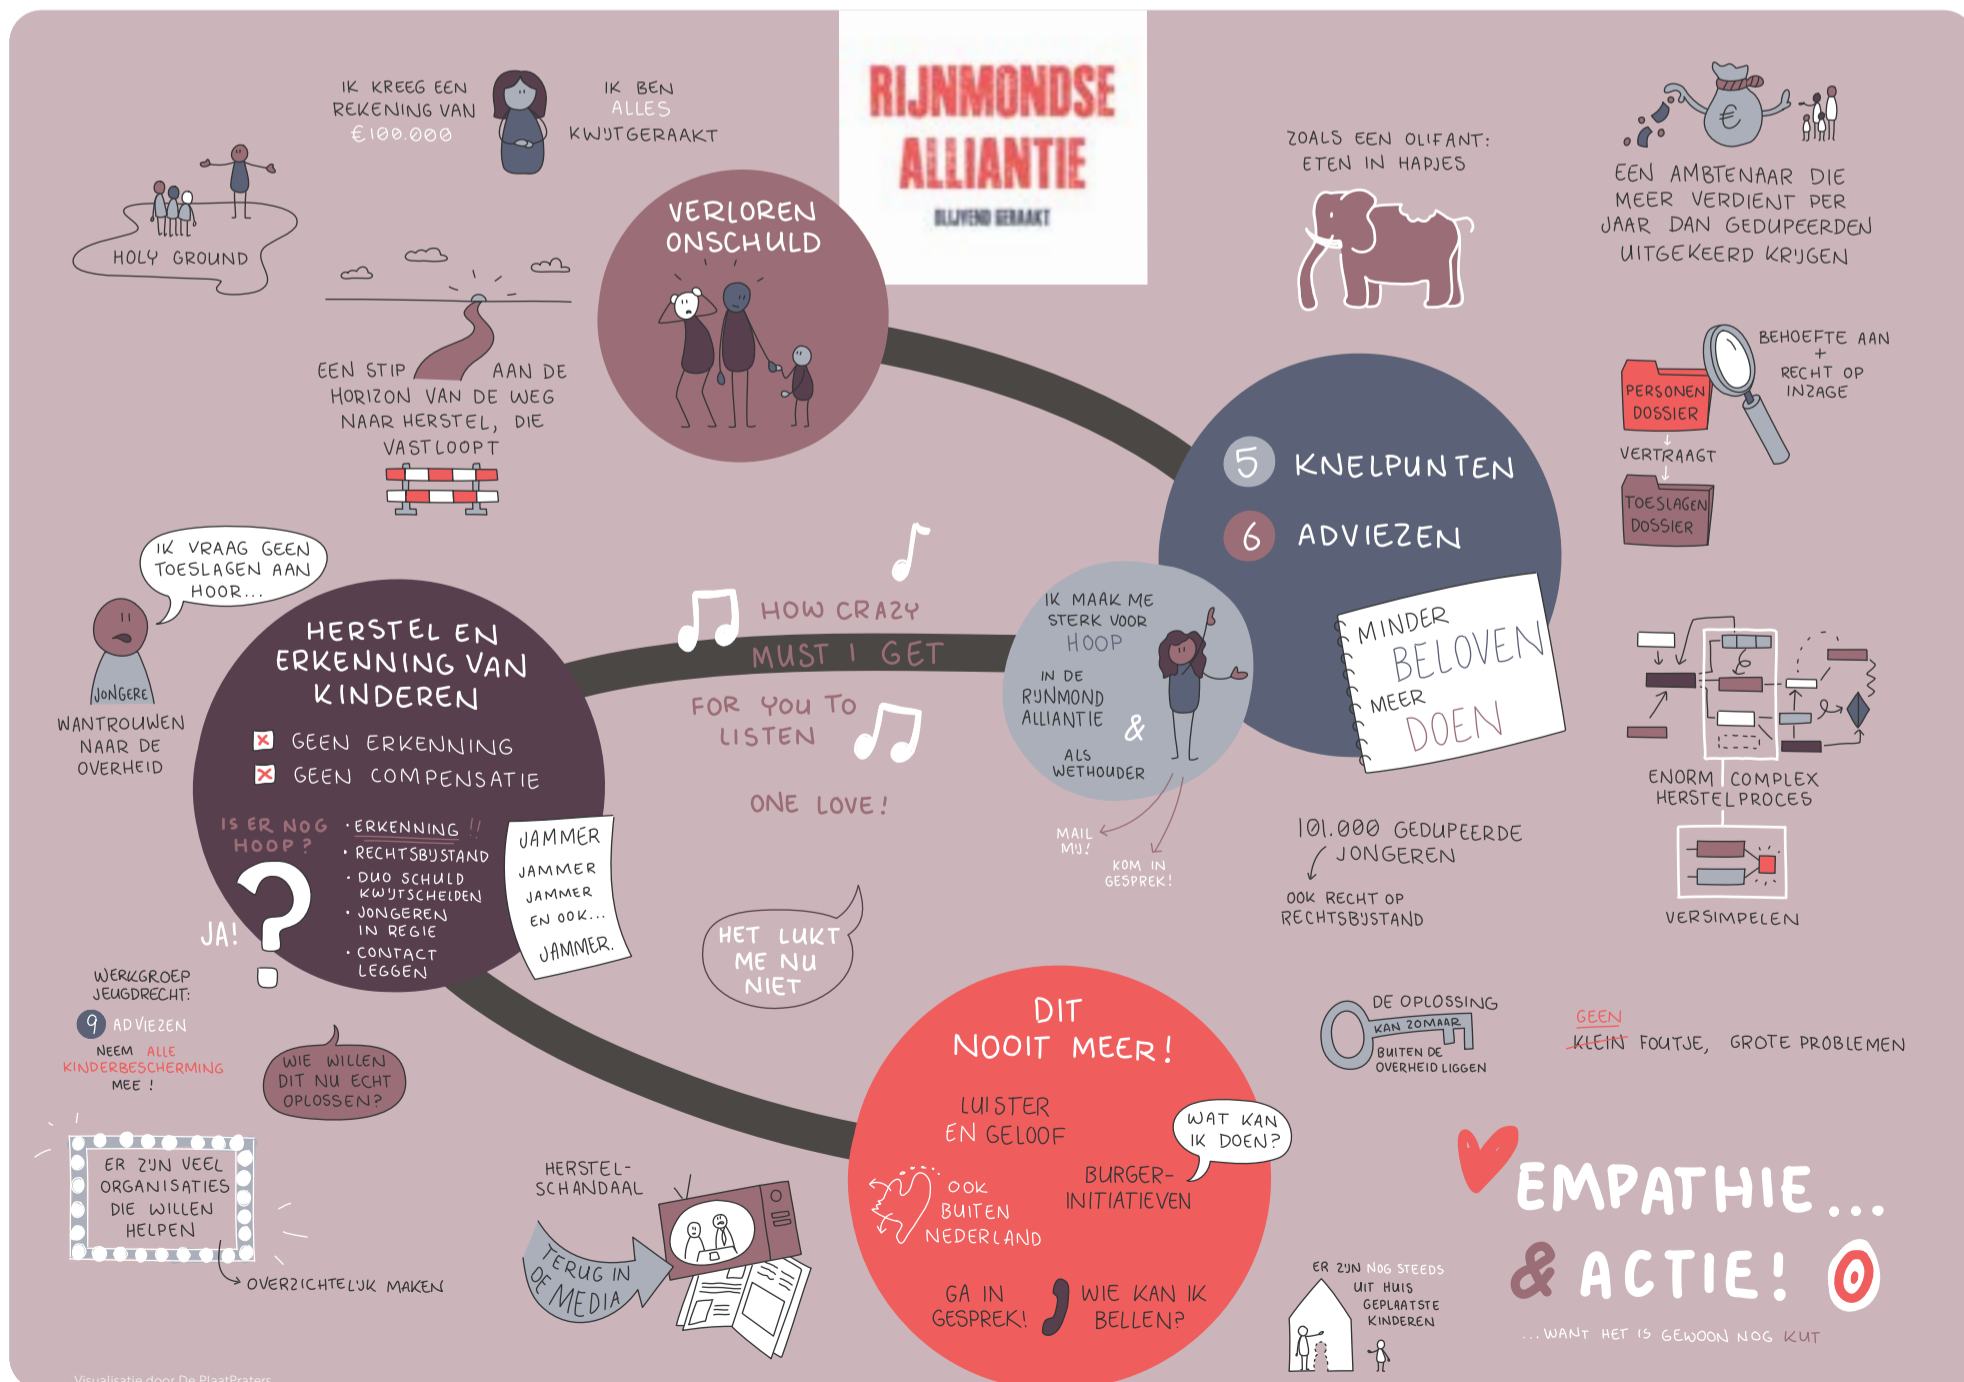 RIJNMONDSE
ALLIANTIE
BLIJVEND GERAAKT
IK KREEG EEN
REKENING VAN
€100.000
IK BEN
ALLES
KWIJTGERAAKT
HOLY GROUND
EEN STIP AAN DE
HORIZON VAN DE WEG
NAAR HERSTEL, DIE
VASTLOOPT
VERLOREN
ONSCHULD
ZOALS EEN OLIFANT:
ETEN IN HAPJES
€
EEN AMBTENAAR DIE
MEER VERDIENT PER
JAAR DAN GEDUPEERDEN
UITGEKEERD KRIJGEN
BEHOEFTE AAN
+
RECHT OP
INZAGE
PERSONEN
DOSSIER
VERTRAAGT
TOESLAGEN
DOSSIER
5 KNELPUNTEN
6 ADVIEZEN
MINDER
BELOVEN
MEER
DOEN
IK MAAK ME
STERK VOOR
HOOP
IN DE
RIJNMOND
ALLIANTIE
&
ALS
WETHOUDER
MAIL
MIJ!
KOM IN
GESPREK!
HOW CRAZY
MUST I GET
FOR YOU TO
LISTEN
ONE LOVE!
IK VRAAG GEEN
TOESLAGEN AAN
HOOR...
JONGERE
WANTROUWEN
NAAR DE
OVERHEID
HERSTEL EN
ERKENNING VAN
KINDEREN
GEEN ERKENNING
GEEN COMPENSATIE
IS ER NOG
HOOP?
?
JA!
• ERKENNING !!
• RECHTSBIJSTAND
• DUO SCHULD
KWIJTSCHELDEN
• JONGEREN
IN REGIE
• CONTACT
LEGGEN
JAMMER
JAMMER
JAMMER
EN OOK...
JAMMER.
ENORM COMPLEX
HERSTELPROCES
VERSIMPELEN
101.000 GEDUPEERDE
JONGEREN
OOK RECHT OP
RECHTSBIJSTAND
HET LUKT
ME NU
NIET
WERKGROEP
JEUGDRECHT:
9 ADVIEZEN
NEEM ALLE
KINDERBESCHERMING
MEE !
WIE WILLEN
DIT NU ECHT
OPLOSSEN?
ER ZIJN VEEL
ORGANISATIES
DIE WILLEN
HELPEN
OVERZICHTELIJK MAKEN
HERSTEL-
SCHANDAAL
TERUG IN
DE MEDIA
DIT
NOOIT MEER!
LUISTER
EN GELOOF
WAT KAN
IK DOEN?
BURGER-
INITIATIEVEN
OOK
BUITEN
NEDERLAND
GA IN
GESPREK!
WIE KAN IK
BELLEN?
DE OPLOSSING
KAN ZOMAAR
BUITEN DE
OVERHEID LIGGEN
GEEN
KLEIN FOUTJE, GROTE PROBLEMEN
EMPATHIE...
& ACTIE!
...WANT HET IS GEWOON NOG KUT
ER ZIJN NOG STEEDS
UIT HUIS
GEPLAATSTE
KINDEREN
Visualisatie door De PlaatPraters